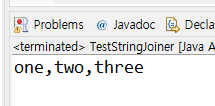 Problems @ Javadoc Decla
<terminated> TestStringJoiner [Java A
one,two,three